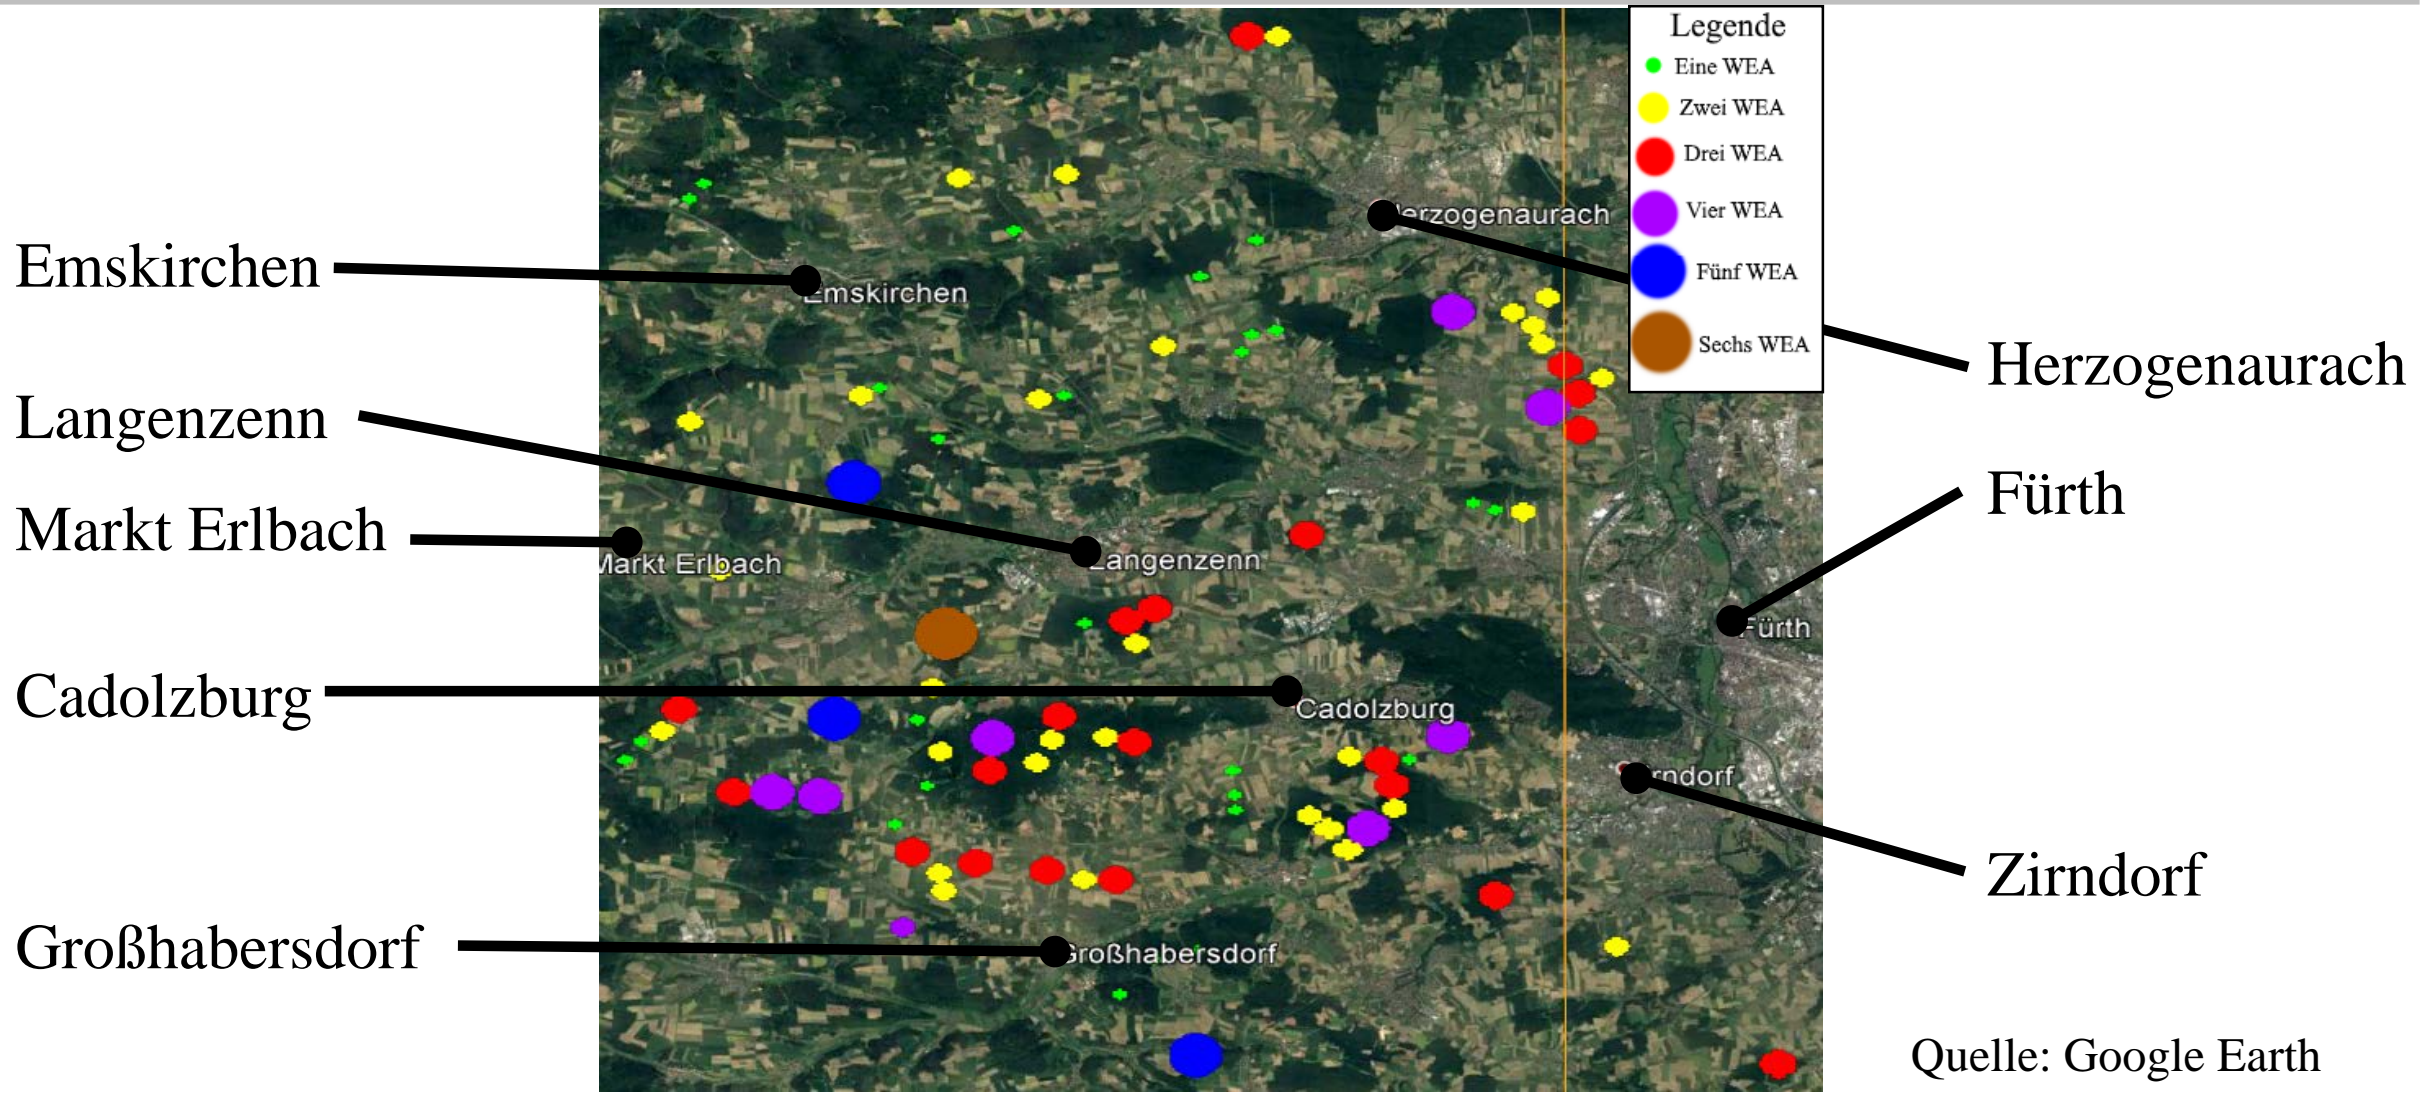 Legende
Eine WEA
Zwei WEA
Drei WEA
Vier WEA
Fünf WEA
Sechs WEA
Emskirchen
Langenzenn
Markt Erlbach
Cadolzburg
Großhabersdorf
Herzogenaurach
Emskirchen
Markt Erlbach
Langenzenn
Fürth
Cadolzburg
Zirndorf
Großhabersdorf
Herzogenaurach
Fürth
Zirndorf
Quelle: Google Earth